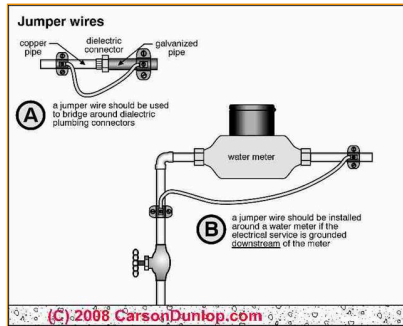 Jumper wires
copper pipe
dielectric connector
galvanized pipe
A
a jumper wire should be used
to bridge around dielectric
plumbing connectors
water meter
B
a jumper wire should be installed
around a water meter if the
electrical service is grounded
downstream of the meter
(C) 2008 CarsonDunlop.com